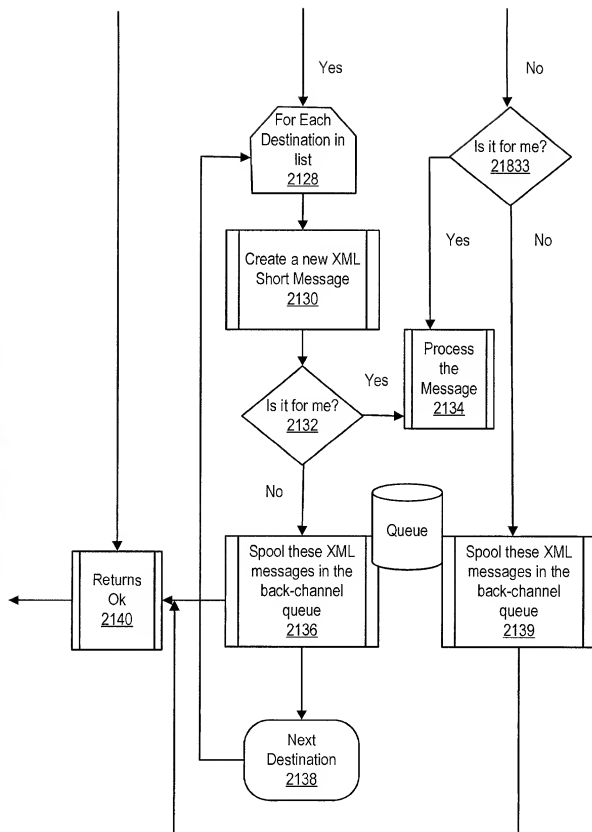 Yes
No
For Each
Destination in
list
2128
Is it for me?
21833
Yes
No
Create a new XML
Short Message
2130
Process
the
Message
2134
Is it for me?
2132
Yes
No
Queue
Spool these XML
messages in the
back-channel
queue
2136
Spool these XML
messages in the
back-channel
queue
2139
Returns
Ok
2140
Next
Destination
2138